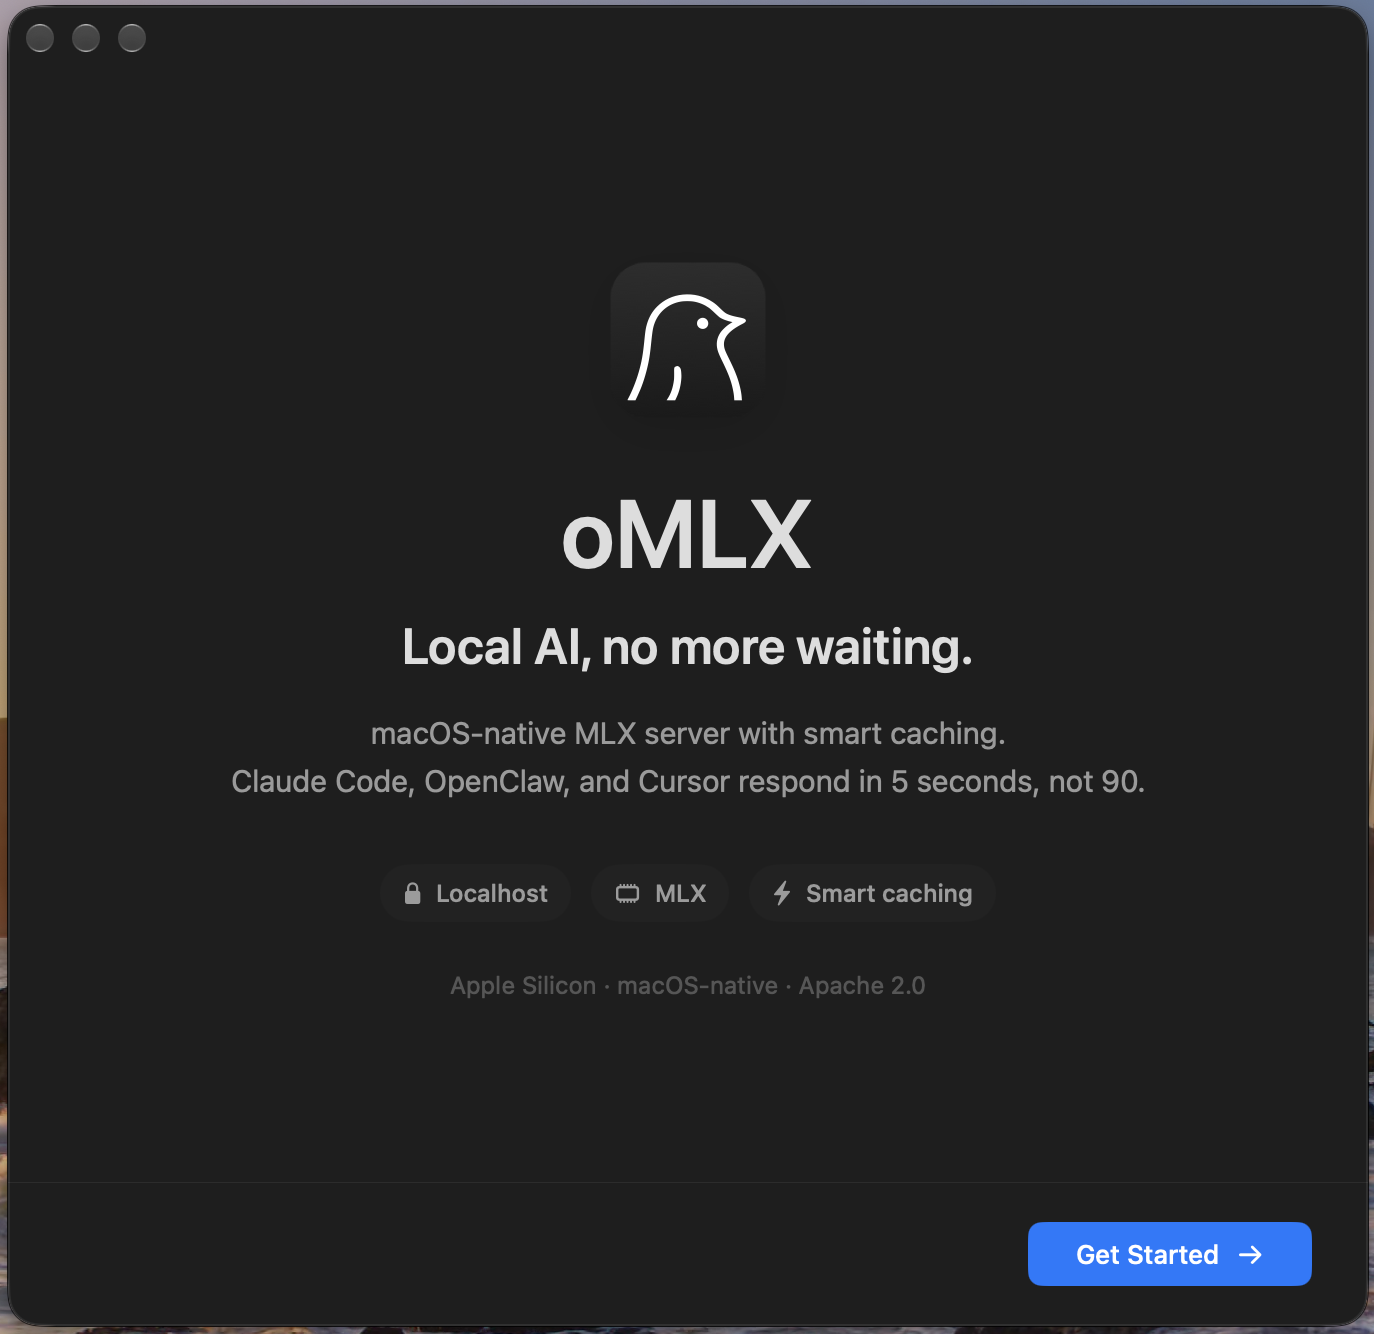 oMLX
Local AI, no more waiting.
macOS-native MLX server with smart caching.
Claude Code, OpenClaw, and Cursor respond in 5 seconds, not 90.
Localhost
MLX
Smart caching
Apple Silicon · macOS-native · Apache 2.0
Get Started →